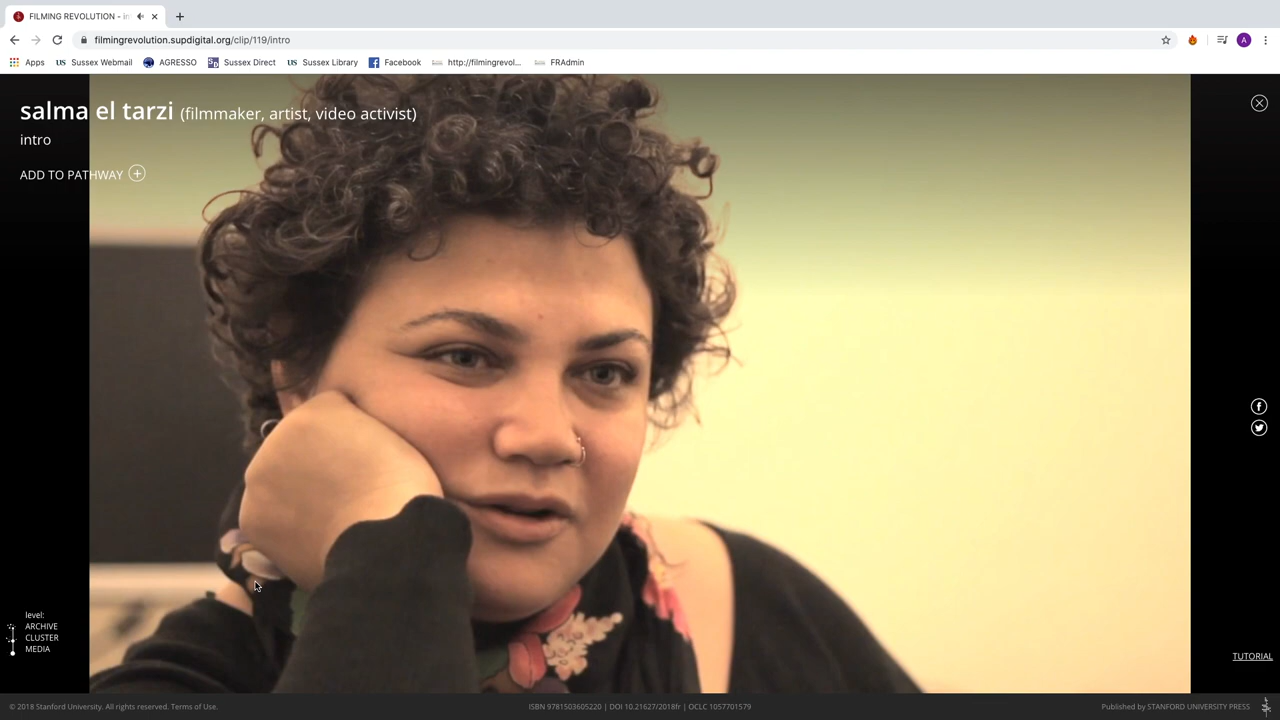 FILMING REVOLUTION - in
filmingrevolution.supdigital.org/clip/119/intro
A
Apps US Sussex Webmail AGRESSO SD Sussex Direct US Sussex Library Facebook http://filmingrevol... FRAdmin
salma el tarzi (filmmaker, artist, video activist)
intro
ADD TO PATHWAY
level:
ARCHIVE
CLUSTER
MEDIA
TUTORIAL
© 2018 Stanford University. All rights reserved. Terms of Use. ISBN 9781503605220 | DOI 10.21627/2018fr | OCLC 1057701579 Published by STANFORD UNIVERSITY PRESS